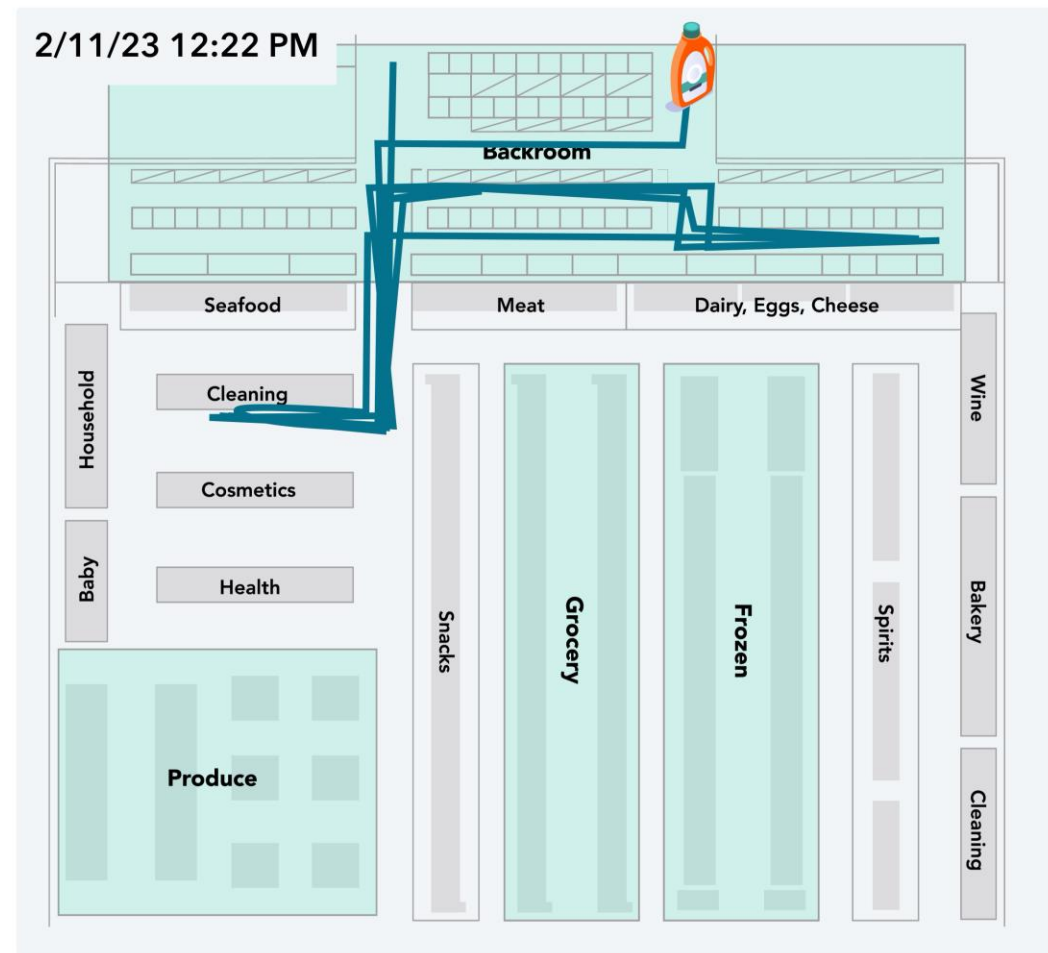 2/11/23 12:22 PM
Backroom
Seafood
Meat
Dairy, Eggs, Cheese
Household
Cleaning
Wine
Cosmetics
Baby
Health
Snacks
Grocery
Frozen
Spirits
Bakery
Produce
Cleaning